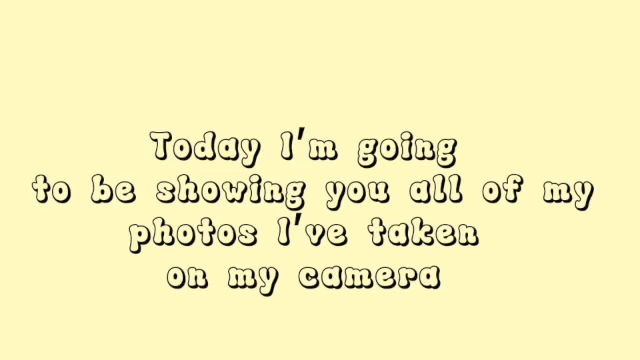 Today I'm going
to be showing you all of my
photos I've taken
on my camera